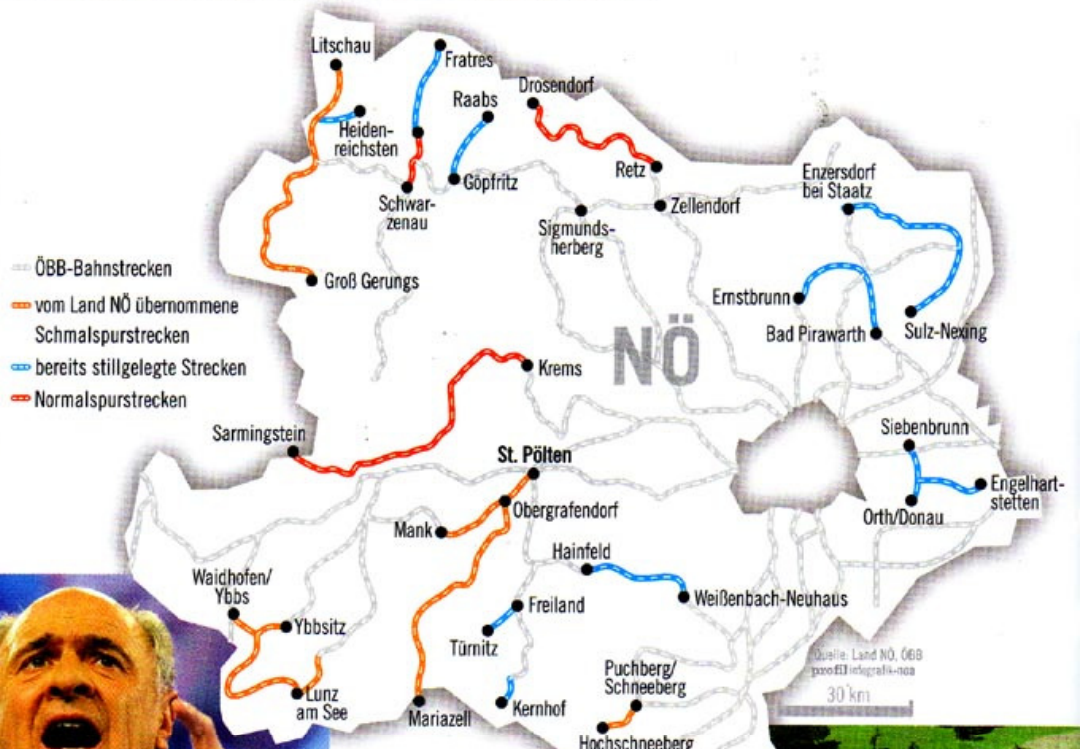 Litschau
Fratres
Raabs
Drosendorf
Heiden-
reichsten
Göpfritz
Retz
Enzersdorf
bei Staatz
Schwar-
zenau
Sigmunds-
herberg
Zellendorf
ÖBB-Bahnstrecken
vom Land NÖ übernommene
Schmalspurstrecken
bereits stillgelegte Strecken
Normalspurstrecken
Groß Gerungs
Ernstbrunn
Bad Pirawarth
Sulz-Nexing
NÖ
Krems
Sarmingstein
St. Pölten
Siebenbrunn
Engelhart-
stetten
Orth/Donau
Obergrafendorf
Mank
Hainfeld
Waidhofen/
Ybbs
Ybbsitz
Freiland
Weißenbach-Neuhaus
Türnitz
Lunz
am See
Mariazell
Kernhof
Puchberg/
Schneeberg
Hochschneeberg
Quelle: Land NÖ, ÖBB
profil infografik-noa
30 km